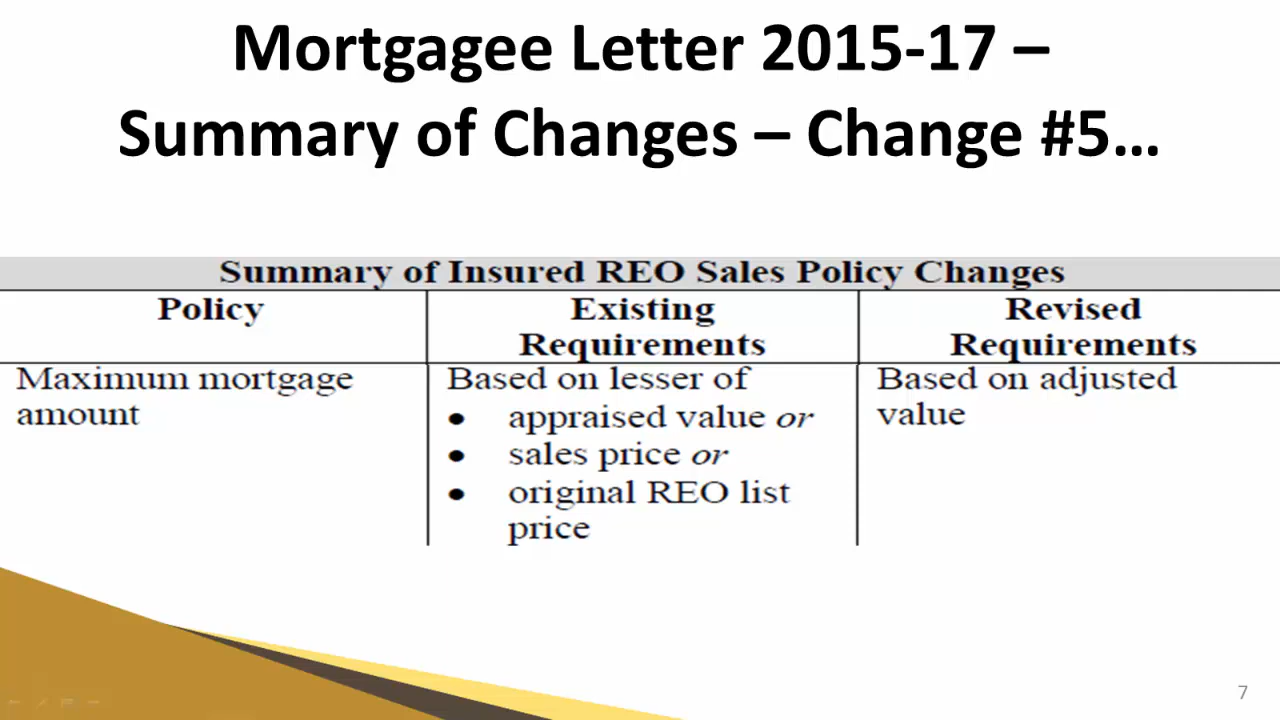 Mortgagee Letter 2015-17 –
Summary of Changes – Change #5…
Summary of Insured REO Sales Policy Changes
Policy
Existing
Requirements
Revised
Requirements
Maximum mortgage
amount
Based on lesser of
• appraised value or
• sales price or
• original REO list
price
Based on adjusted
value
7